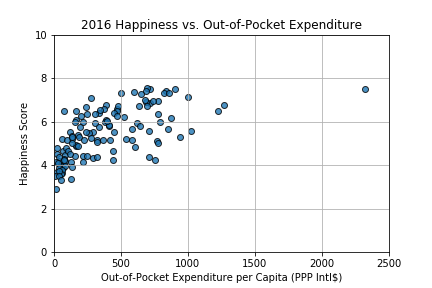 2016 Happiness vs. Out-of-Pocket Expenditure
10
8
6
4
2
0
Happiness Score
0 500 1000 1500 2000 2500
Out-of-Pocket Expenditure per Capita (PPP Intl$)